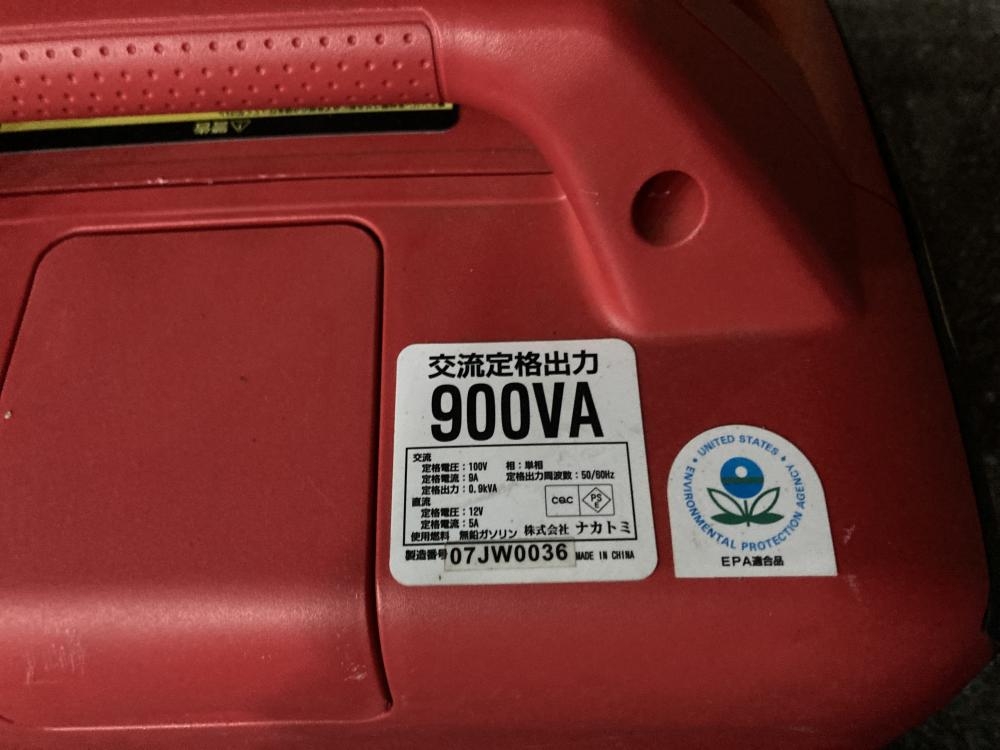 警告
交流定格出力
900VA
交流
定格電圧：100V 相：単相
定格電流：9A 定格出力周波数：50/60Hz
定格出力：0.9kVA
直流
定格電圧：12V
定格電流：5A
CQC
PS
E
使用燃料 無鉛ガソリン 株式会社 ナカトミ
製造番号 07JW0036 MADE IN CHINA
UNITED STATES
ENVIRONMENTAL PROTECTION AGENCY
EPA適合品